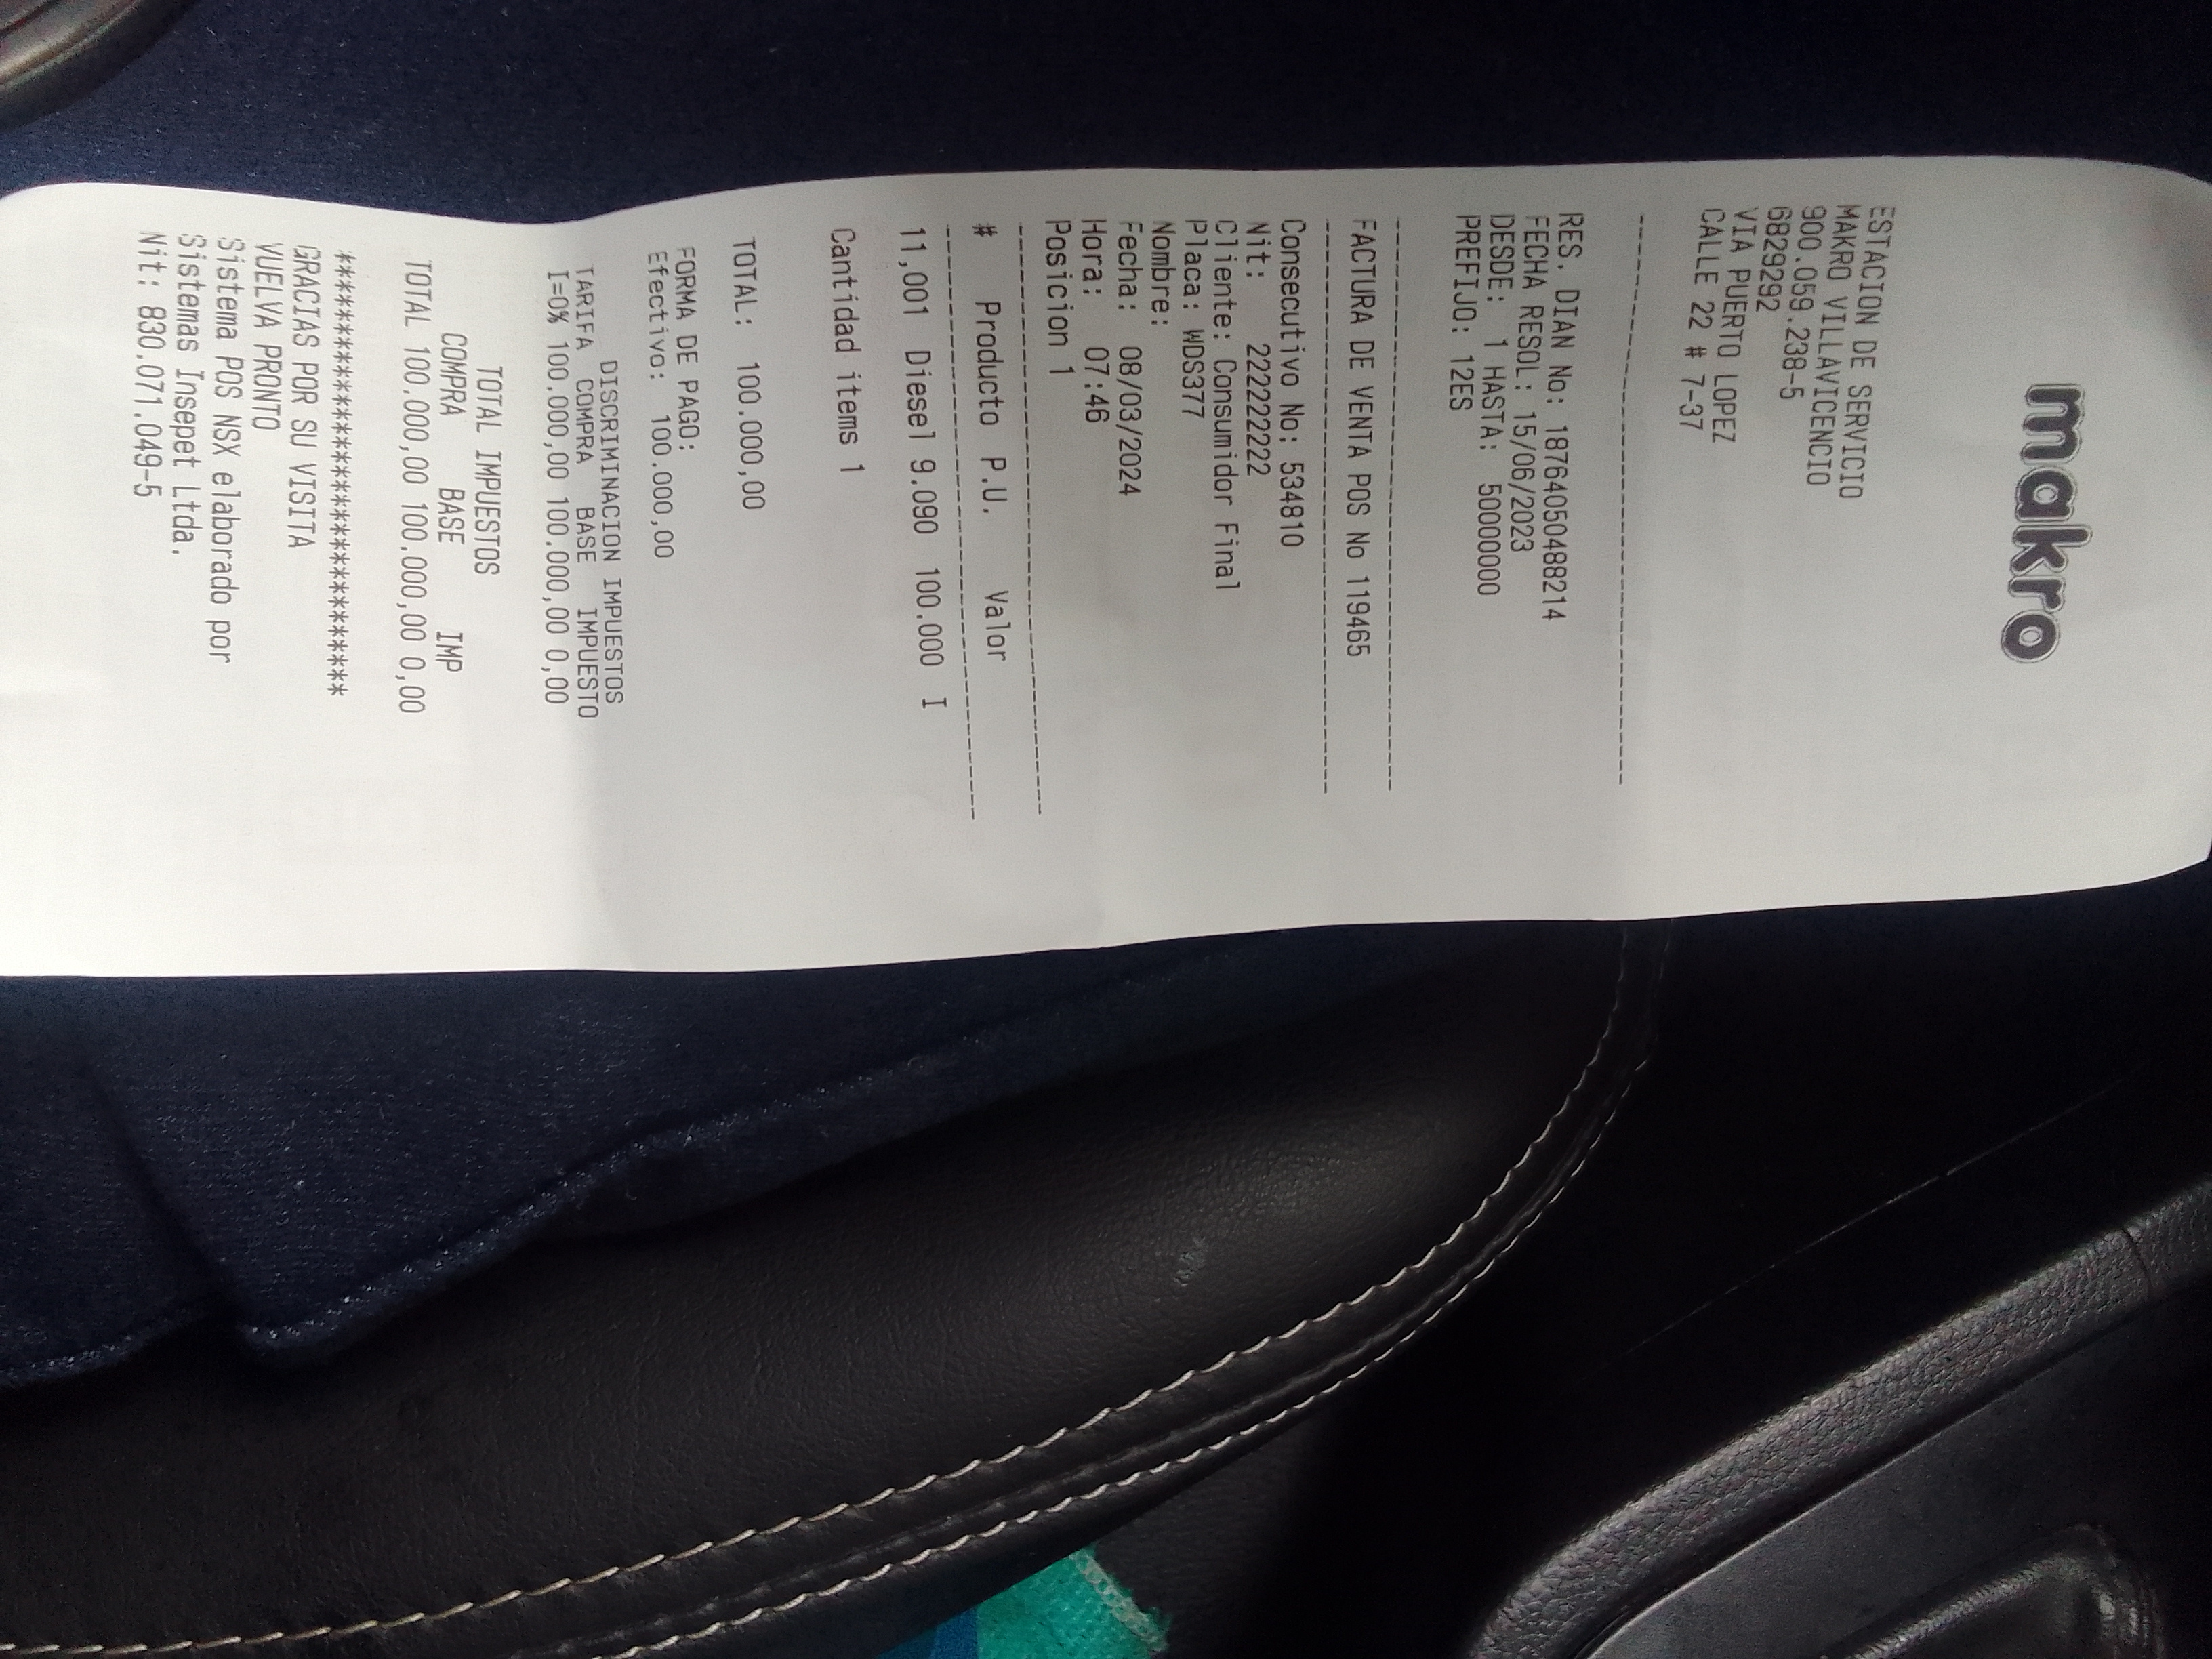 makro
ESTACION DE SERVICIO
MAKRO VILLAVICENCIO
900.059.238-5
6829292
VIA PUERTO LOPEZ
CALLE 22 # 7-37
RES. DIAN No: 18764050488214
FECHA RESOL: 15/06/2023
DESDE: 1 HASTA: 50000000
PREFIJO: 12ES
FACTURA DE VENTA POS No 119465
Consecutivo No: 534810
Nit: 222222222
Cliente: Consumidor Final
Placa: WDS377
Nombre:
Fecha: 08/03/2024
Hora: 07:46
Posicion 1
# Producto P.U. Valor
11,001 Diesel 9.090 100.000 I
Cantidad items 1
TOTAL: 100.000,00
FORMA DE PAGO:
Efectivo: 100.000,00
DISCRIMINACION IMPUESTOS
TARIFA COMPRA BASE IMPUESTO
I=0% 100.000,00 100.000,00 0,00
TOTAL IMPUESTOS
COMPRA BASE IMP
TOTAL 100.000,00 100.000,00 0,00
********************************
GRACIAS POR SU VISITA
VUELVA PRONTO
Sistema POS NSX elaborado por
Sistemas Insepet Ltda.
Nit: 830.071.049-5